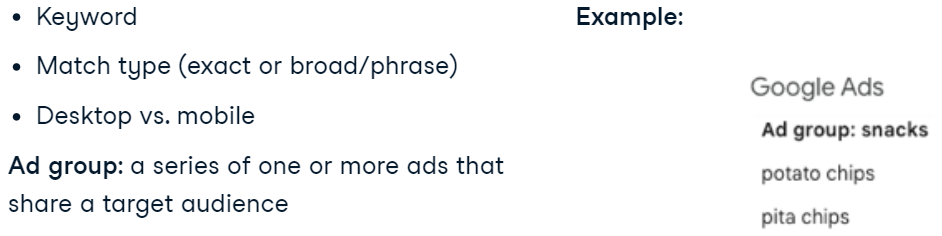 • Keyword
• Match type (exact or broad/phrase)
• Desktop vs. mobile
Ad group: a series of one or more ads that
share a target audience
Example:
Google Ads
Ad group: snacks
potato chips
pita chips